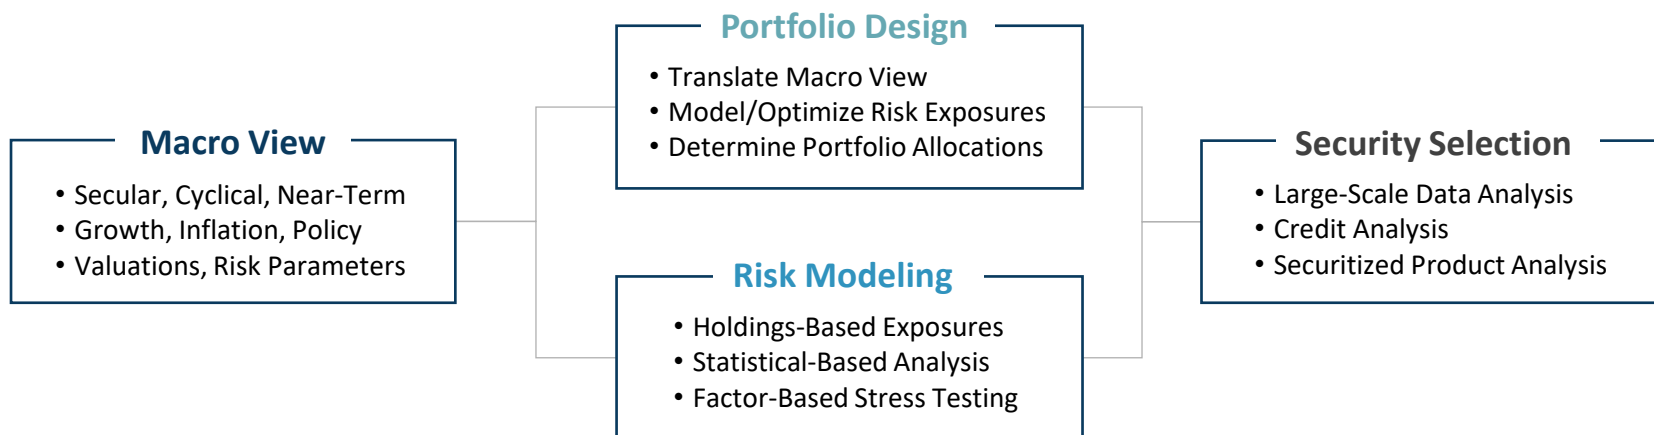 Macro View
• Secular, Cyclical, Near-Term
• Growth, Inflation, Policy
• Valuations, Risk Parameters
Portfolio Design
• Translate Macro View
• Model/Optimize Risk Exposures
• Determine Portfolio Allocations
Risk Modeling
• Holdings-Based Exposures
• Statistical-Based Analysis
• Factor-Based Stress Testing
Security Selection
• Large-Scale Data Analysis
• Credit Analysis
• Securitized Product Analysis